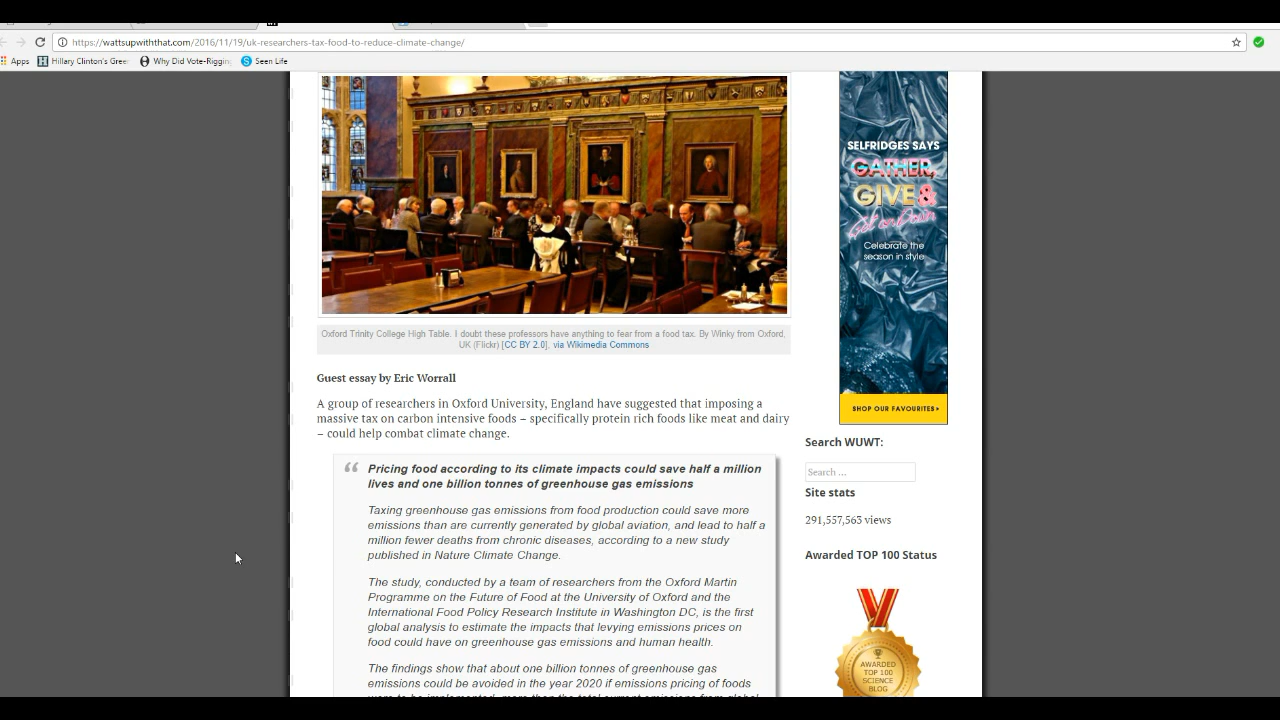 https://wattsupwiththat.com/2016/11/19/uk-researchers-tax-food-to-reduce-climate-change/
Apps
Hillary Clinton's Greer
Why Did Vote-Rigging
Seen Life
SELFRIDGES SAYS
GATHER,
GIVE &
Get on Down
Celebrate the
season in style
SHOP OUR FAVOURITES »
Oxford Trinity College High Table. I doubt these professors have anything to fear from a food tax. By Winky from Oxford,
UK (Flickr) [CC BY 2.0], via Wikimedia Commons
Guest essay by Eric Worrall
A group of researchers in Oxford University, England have suggested that imposing a
massive tax on carbon intensive foods – specifically protein rich foods like meat and dairy
– could help combat climate change.
Pricing food according to its climate impacts could save half a million
lives and one billion tonnes of greenhouse gas emissions
Taxing greenhouse gas emissions from food production could save more
emissions than are currently generated by global aviation, and lead to half a
million fewer deaths from chronic diseases, according to a new study
published in Nature Climate Change.
The study, conducted by a team of researchers from the Oxford Martin
Programme on the Future of Food at the University of Oxford and the
International Food Policy Research Institute in Washington DC, is the first
global analysis to estimate the impacts that levying emissions prices on
food could have on greenhouse gas emissions and human health.
The findings show that about one billion tonnes of greenhouse gas
emissions could be avoided in the year 2020 if emissions pricing of foods
Search WUWT:
Search ...
Site stats
291,557,563 views
Awarded TOP 100 Status
AWARDED
TOP 100
SCIENCE
BLOG